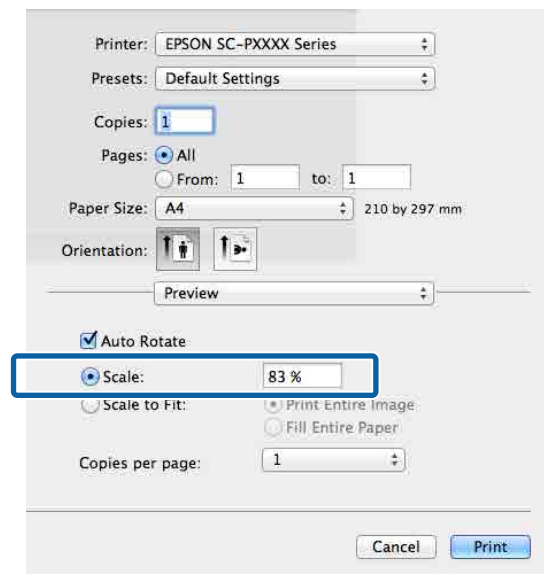 Printer: EPSON SC-PXXXX Series
Presets: Default Settings
Copies: 1
Pages: All
From: 1 to: 1
Paper Size: A4 210 by 297 mm
Orientation:
Preview
Auto Rotate
Scale: 83 %
Scale to Fit: Print Entire Image
Fill Entire Paper
Copies per page: 1
Cancel Print